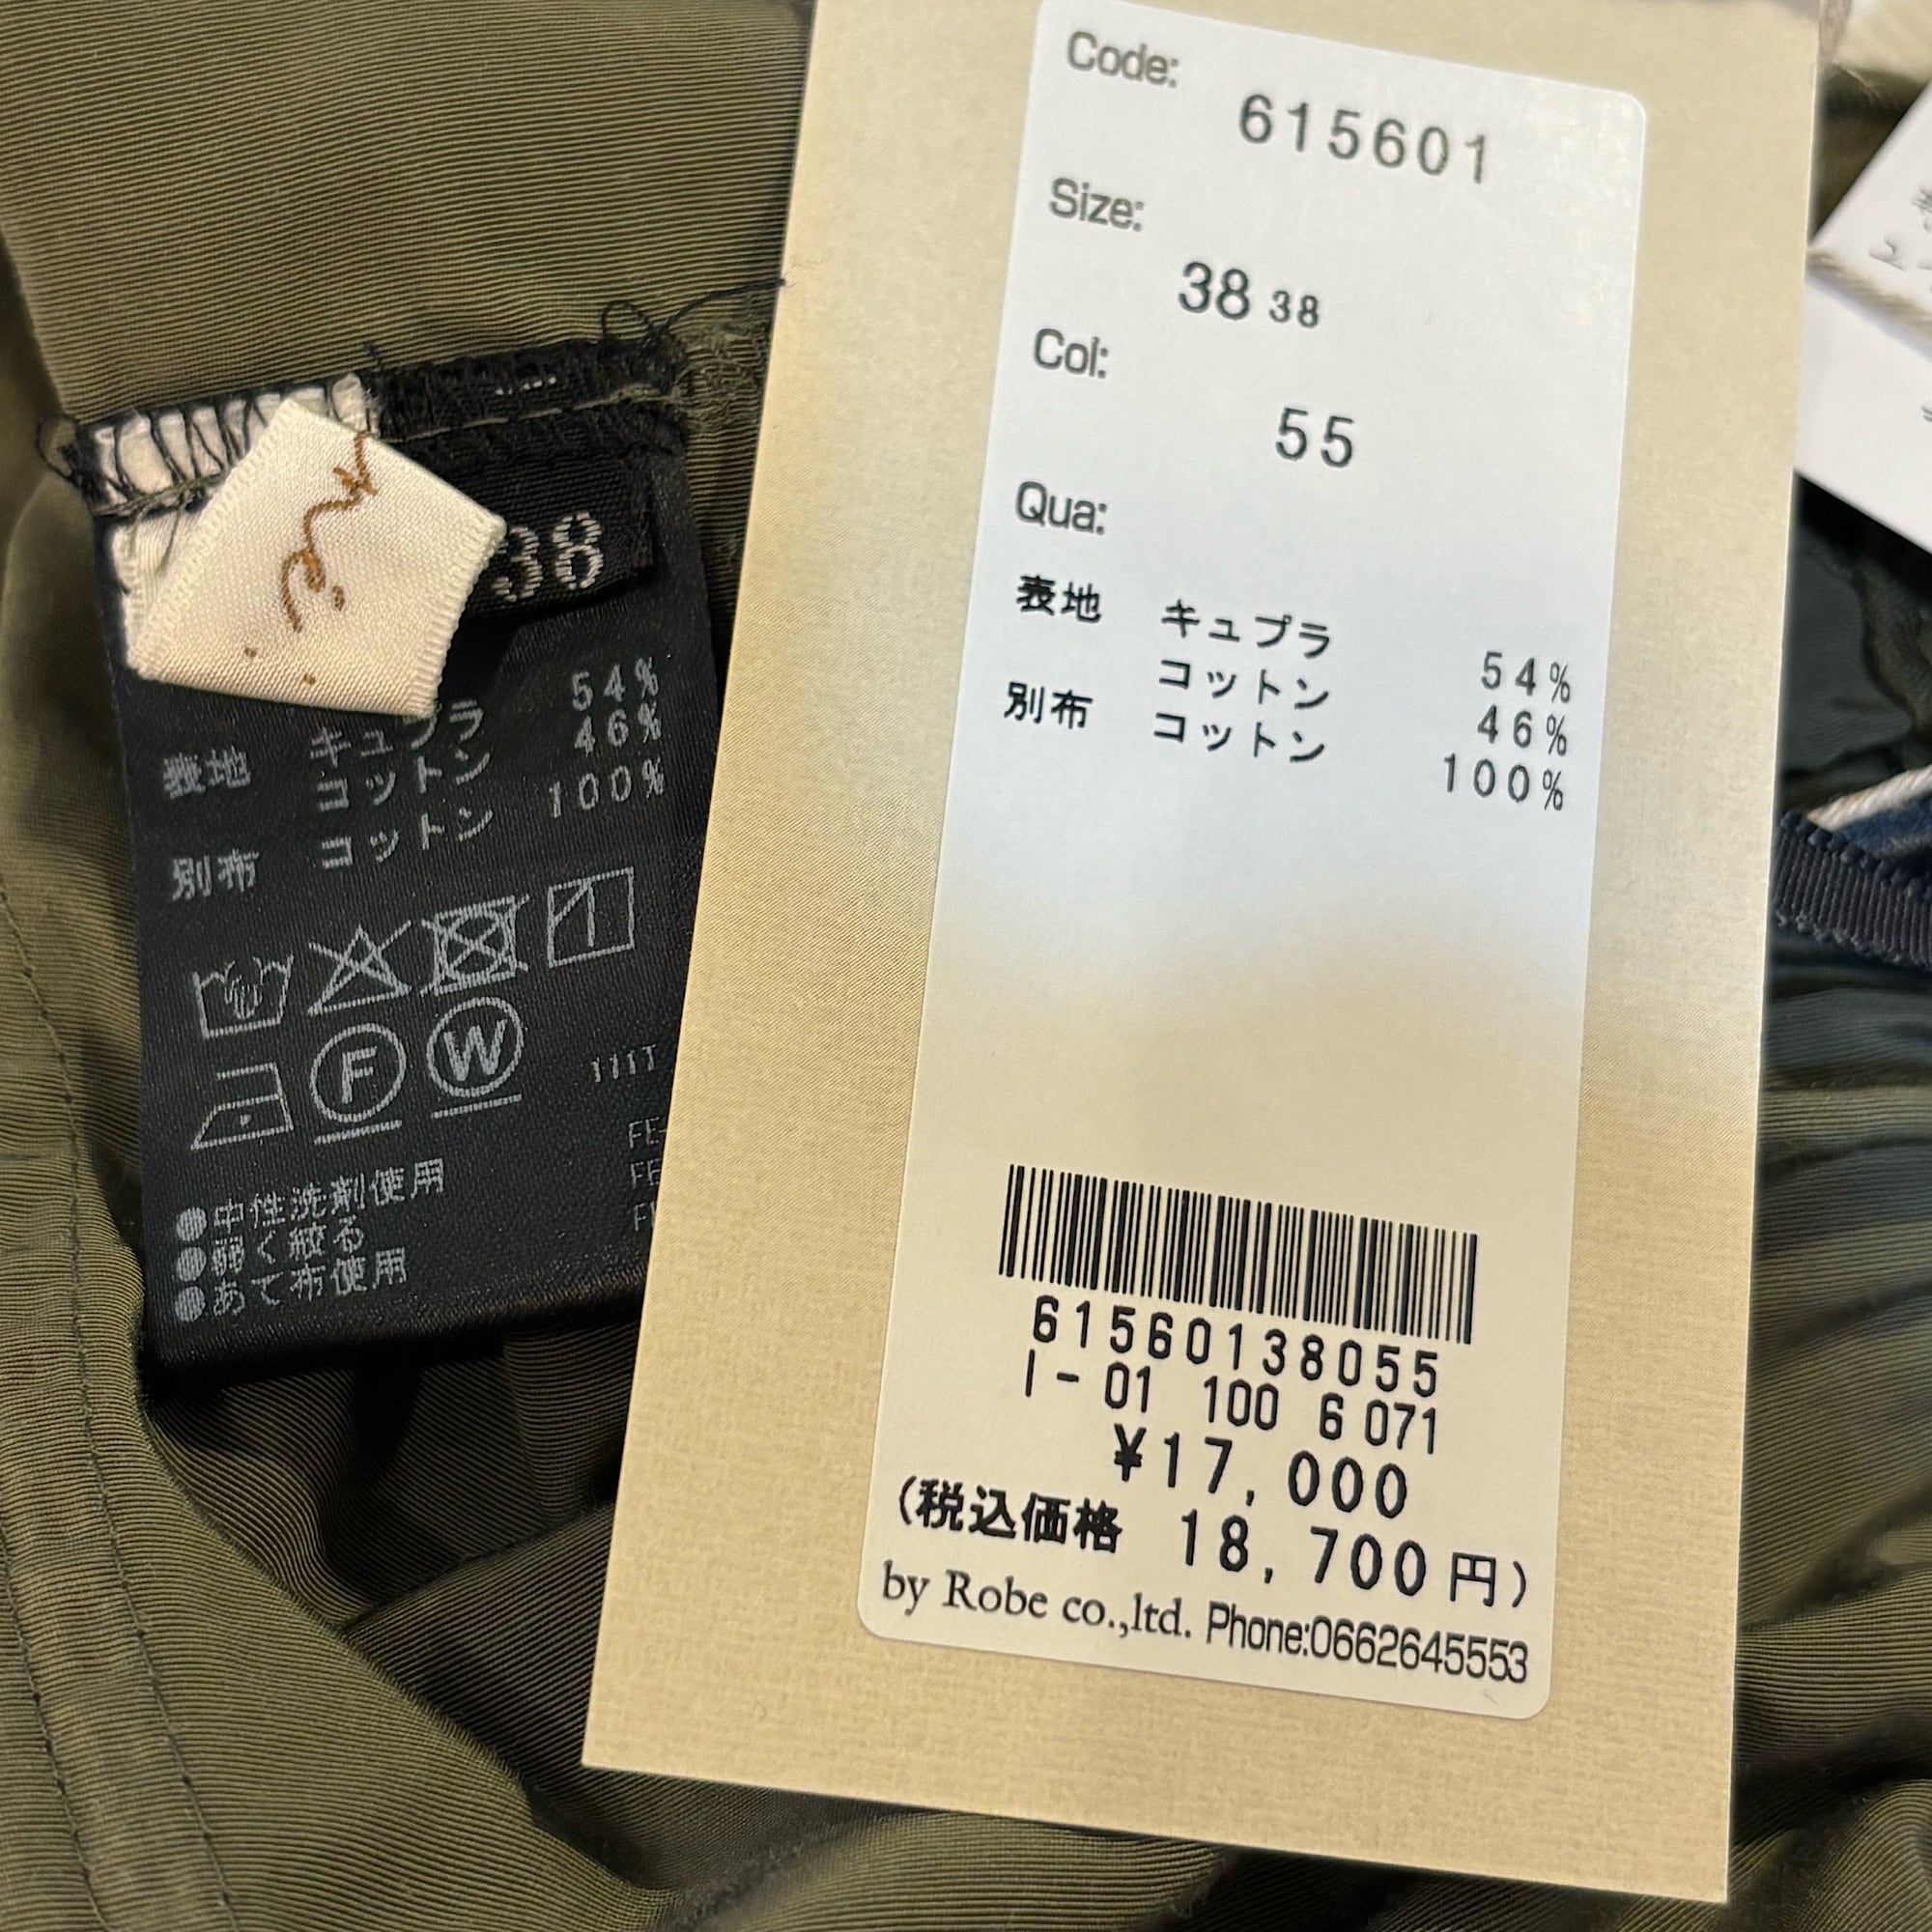 Code:
615601
Size:
38 38
Col:
55
Qua:
表地 キュプラ 54%
コットン 46%
別布 コットン 100%
61560138055
I-01 100 6 071
¥17,000
(税込価格 18,700円)
by Robe co.,ltd. Phone:0662645553
38
表地 キュプラ 54%
コットン 46%
別布 コットン 100%
F W
●中性洗剤使用
●弱く絞る
●あて布使用